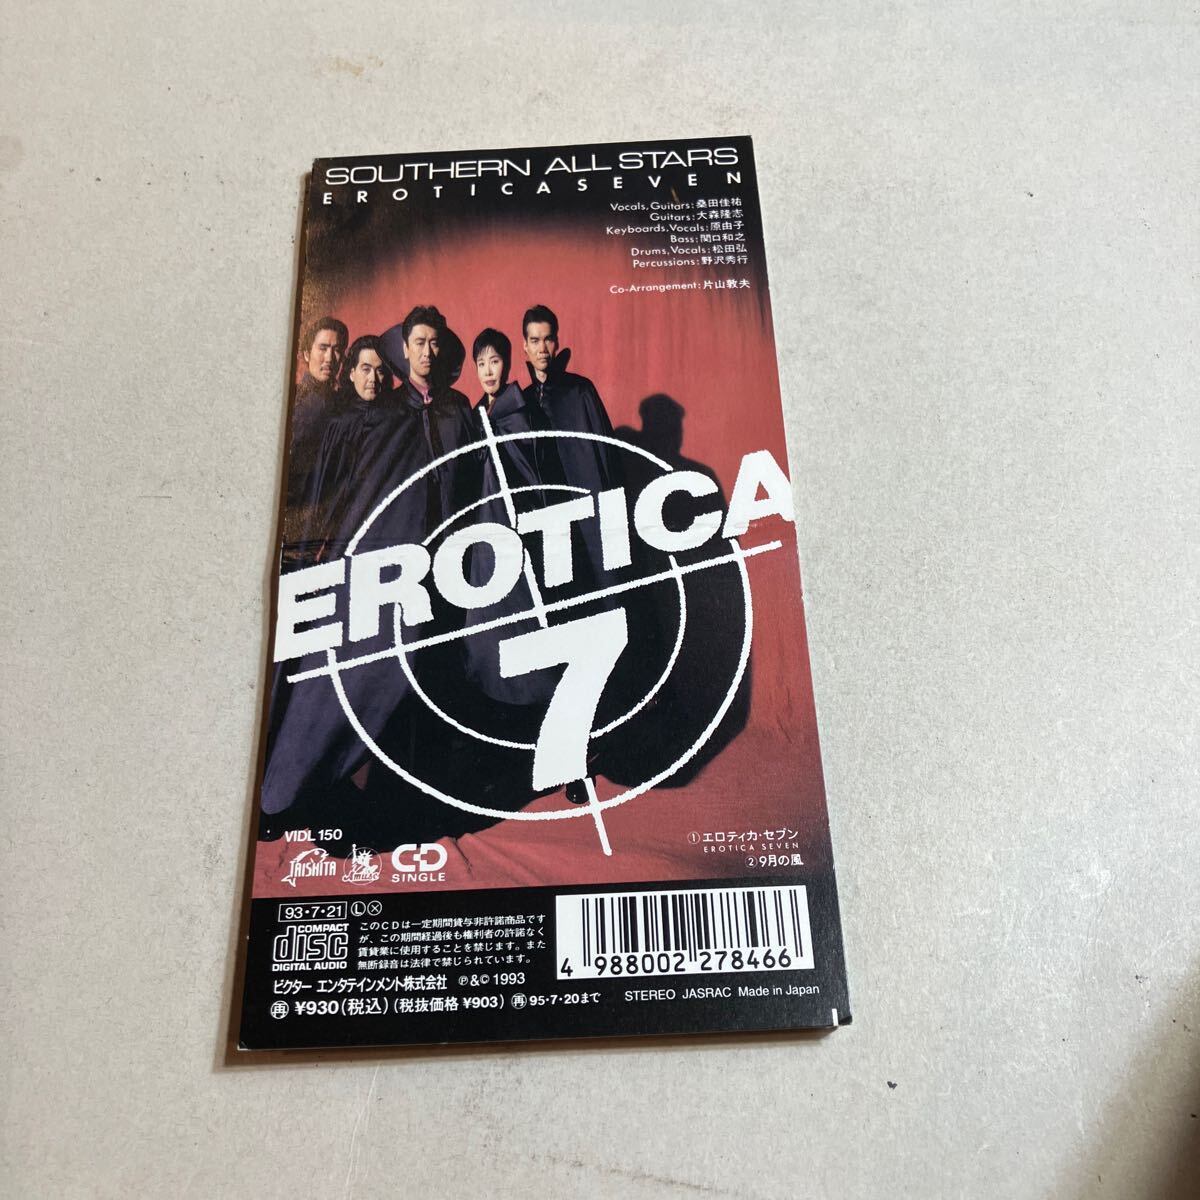 SOUTHERN ALL STARS
EROTICA SEVEN
Vocals, Guitars:桑田佳祐
Guitars:大森隆志
Keyboards, Vocals:原由子
Bass:関口和之
Drums, Vocals:松田弘
Percussions:野沢秀行
Co-Arrangement:片山敦夫
EROTICA
7
VIDL 150
TAISHITA
CD
SINGLE
①エロティカ・セブン
EROTICA SEVEN
②9月の風
93・7・21 Ⓛ
COMPACT
disc
DIGITAL AUDIO
このCDは一定期間貸与非許諾商品です
が、この期間経過後も権利者の許諾なく
賃貸業に使用することを禁じます。また
無断録音は法律で禁じられています。
ビクター エンタテインメント株式会社 ℗&© 1993
再 ¥930(税込)(税抜価格 ¥903) 再 95・7・20まで
4 988002 278466
STEREO JASRAC Made in Japan